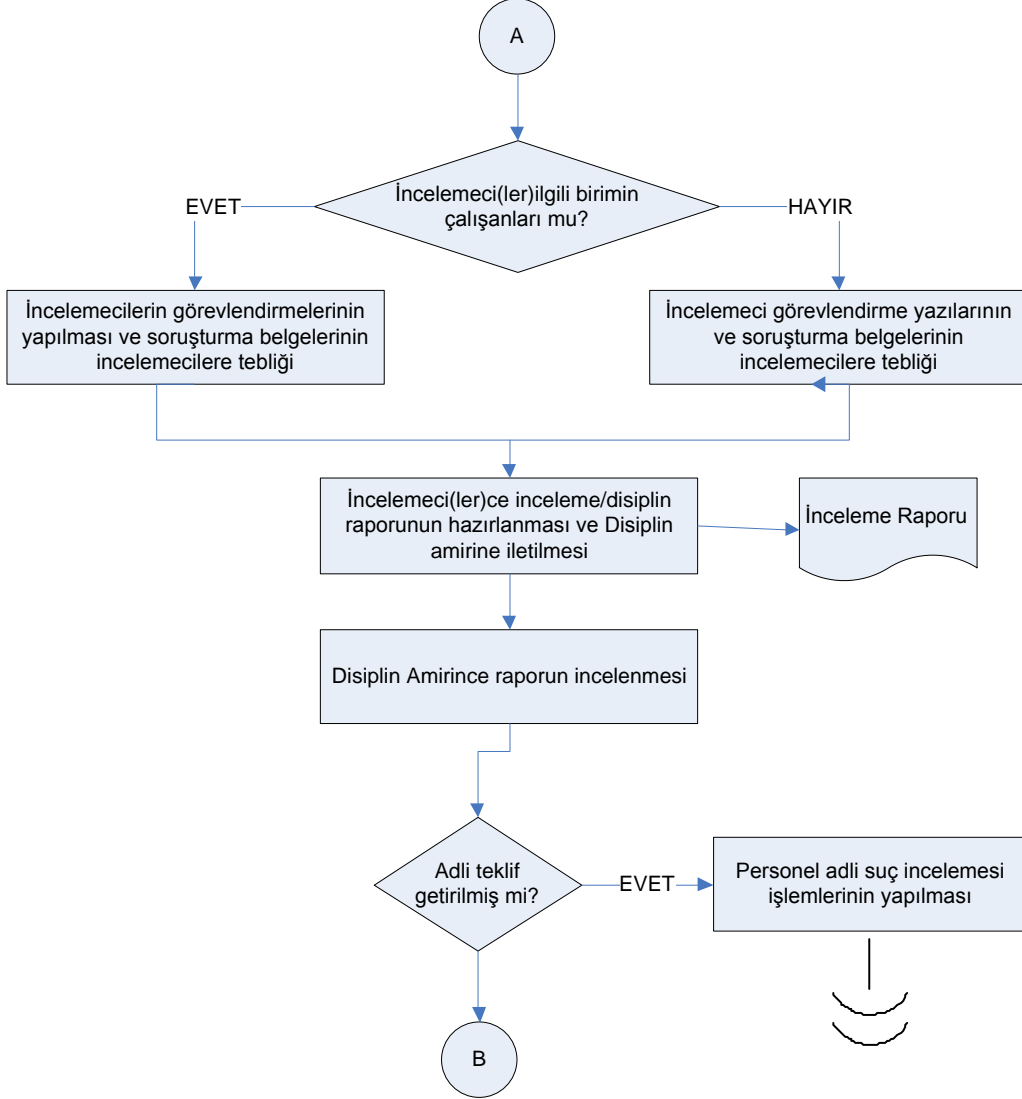 A
İncelemeci(ler)ilgili birimin
çalışanları mu?
EVET
HAYIR
İncelemecilerin görevlendirmelerinin
yapılması ve soruşturma belgelerinin
incelemecilere tebliği
İncelemeci görevlendirme yazılarının
ve soruşturma belgelerinin
incelemecilere tebliği
İncelemeci(ler)ce inceleme/disiplin
raporunun hazırlanması ve Disiplin
amirine iletilmesi
İnceleme Raporu
Disiplin Amirince raporun incelenmesi
Adli teklif
getirilmiş mi?
EVET
Personel adli suç incelemesi
işlemlerinin yapılması
B